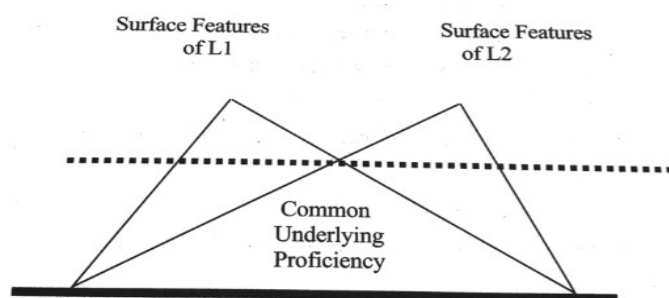 Surface Features
of L1
Surface Features
of L2
Common
Underlying
Proficiency